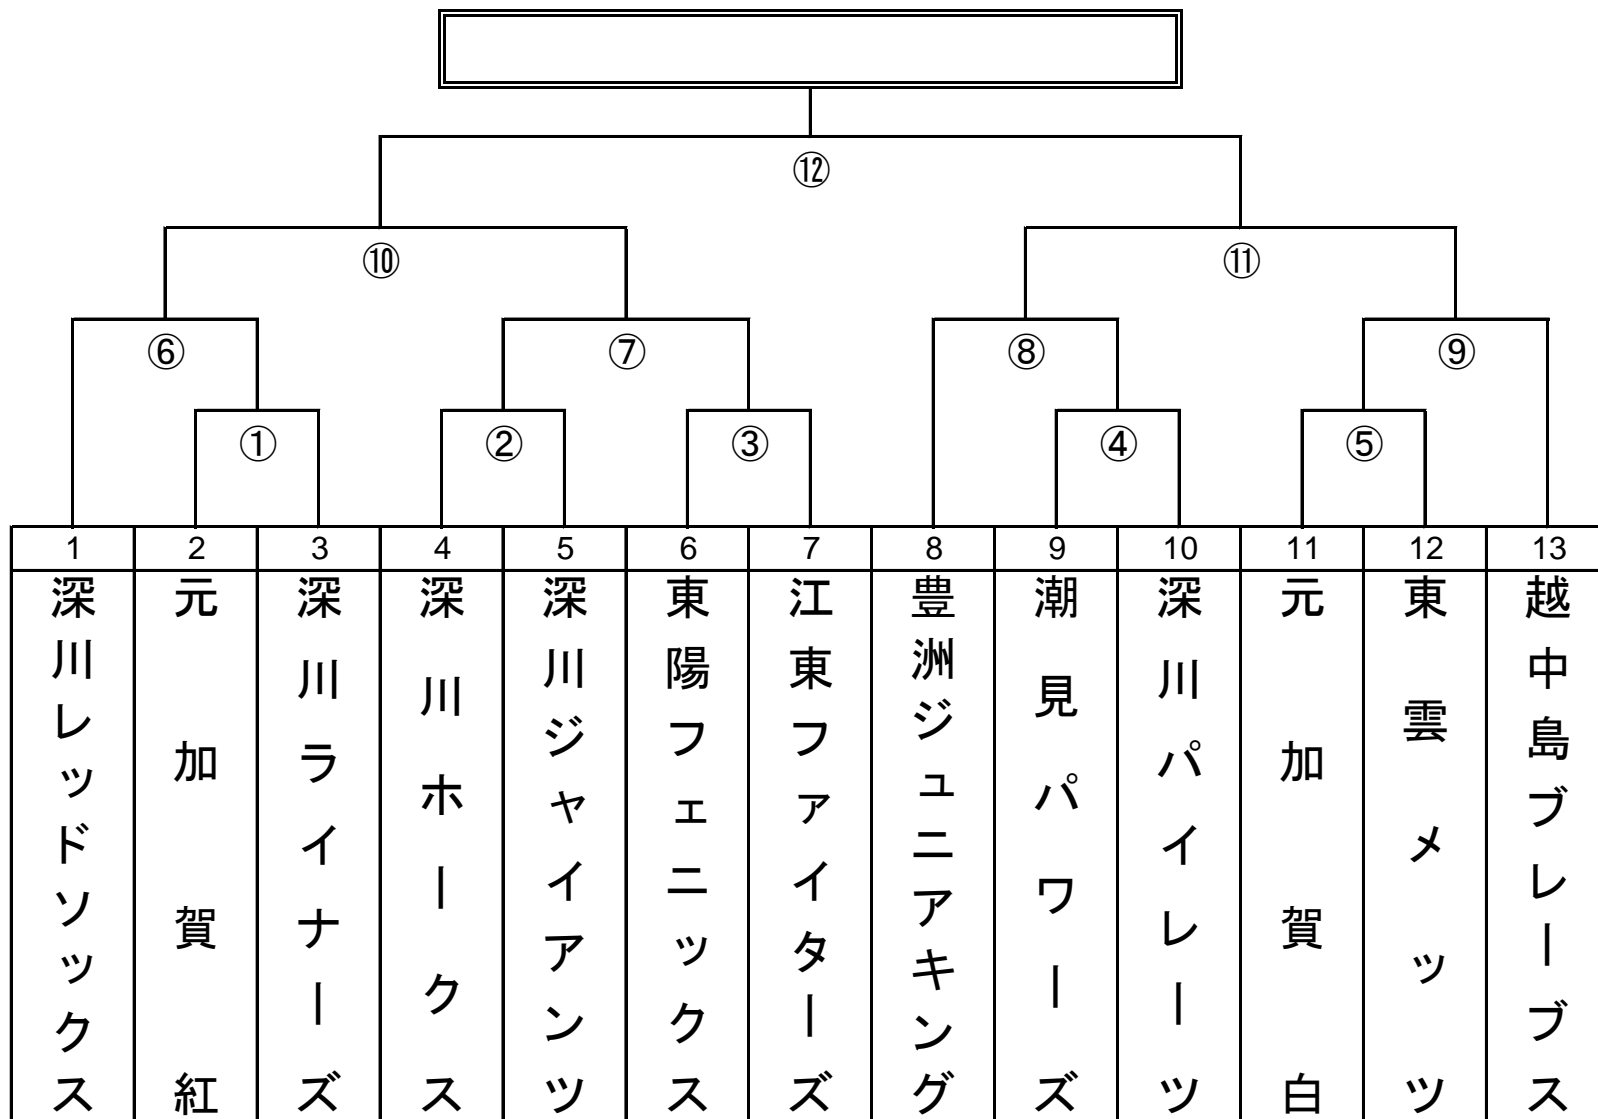 ⑫
⑩
⑪
⑥
⑦
⑧
⑨
①
②
③
④
⑤
1
2
3
4
5
6
7
8
9
10
11
12
13
深川レッドソックス
元加賀紅
深川ライナーズ
深川ホークス
深川ジャイアンツ
東陽フェニックス
江東ファイターズ
豊洲ジュニアキング
潮見パワーズ
深川パイレーツ
元加賀白
東雲メッツ
越中島ブレーブス